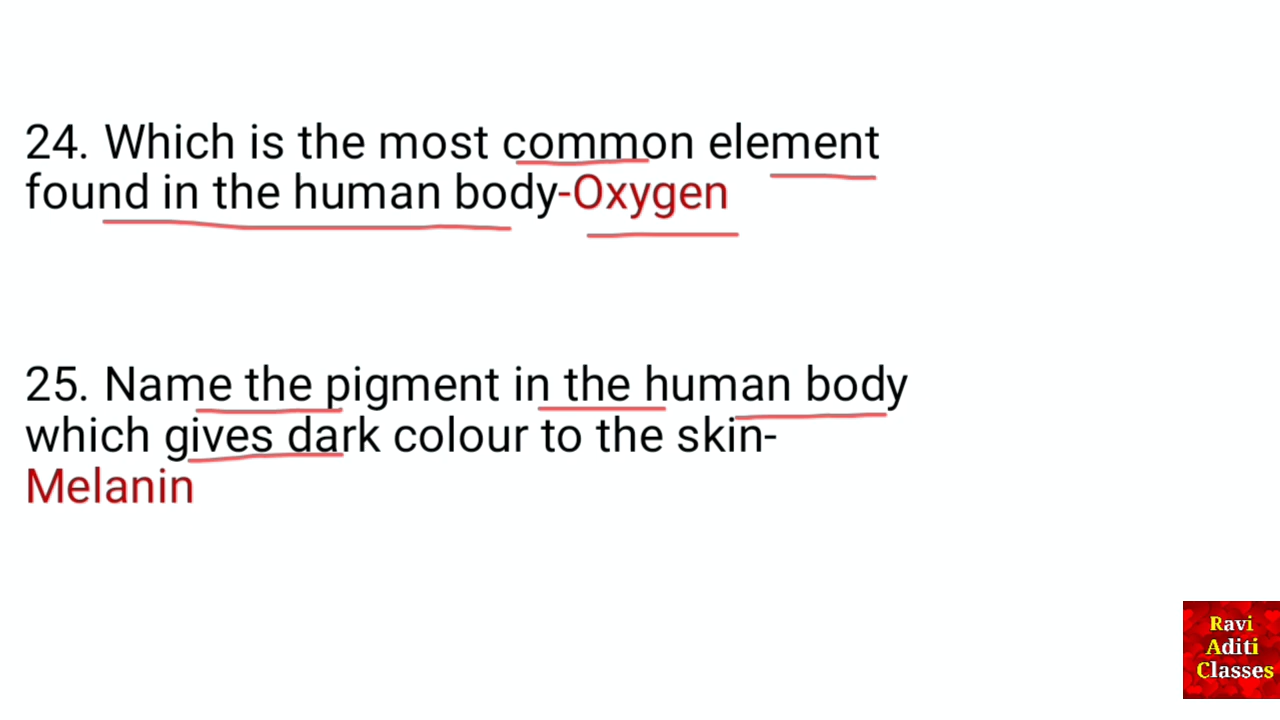 24. Which is the most common element
found in the human body-Oxygen
25. Name the pigment in the human body
which gives dark colour to the skin-
Melanin
Ravi
Aditi
Classes